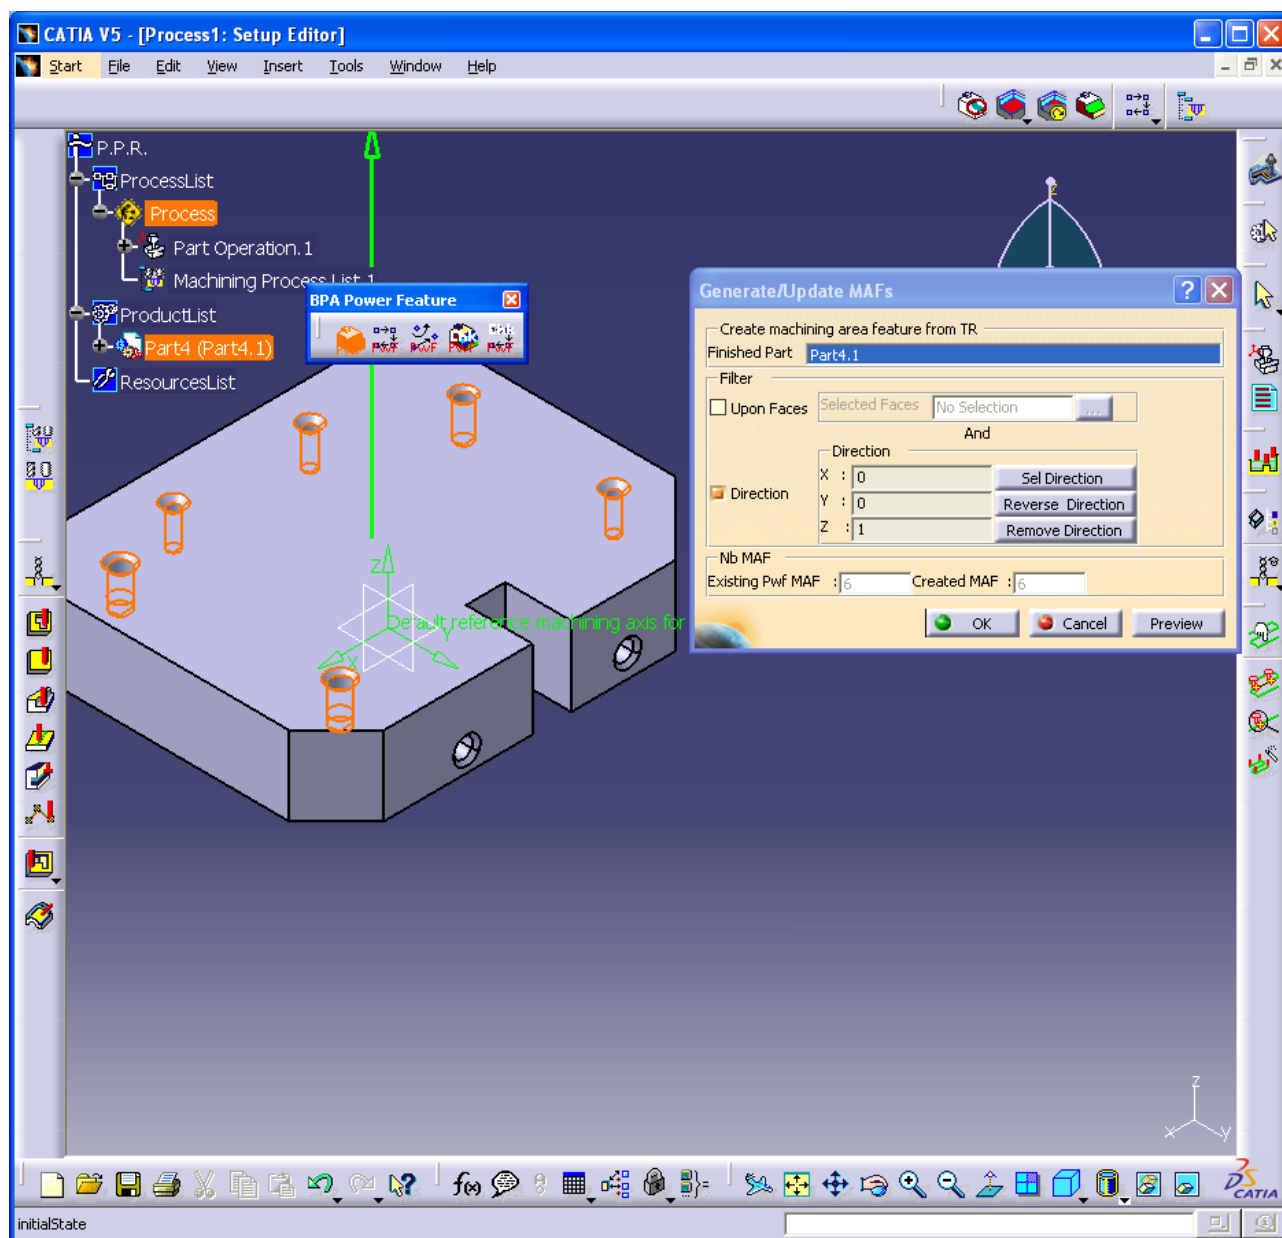 CATIA V5 - [Process1: Setup Editor]
Start File Edit View Insert Tools Window Help
P.P.R.
ProcessList
Process
Part Operation.1
Machining Process List.1
ProductList
Part4 (Part4.1)
ResourcesList
BPA Power Feature
Z
Default reference machining axis for
Y
X
Generate/Update MAFs
Create machining area feature from TR
Finished Part Part4.1
Filter
Upon Faces Selected Faces No Selection ...
And
Direction
Direction
X : 0 Sel Direction
Y : 0 Reverse Direction
Z : 1 Remove Direction
Nb MAF
Existing Pwf MAF : 6 Created MAF : 6
OK Cancel Preview
z
x
y
f(x)
CATIA
initialState